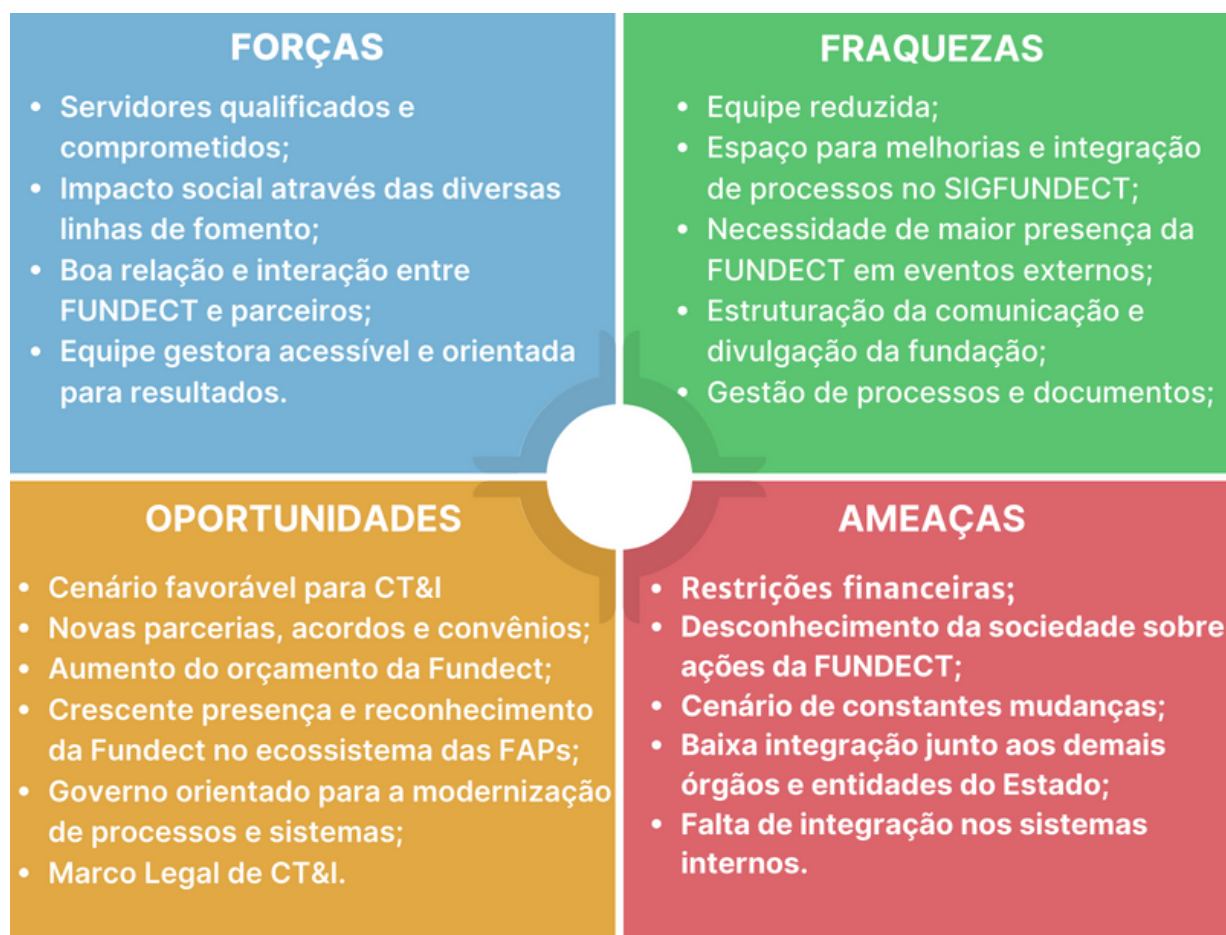 FORÇAS
• Servidores qualificados e
comprometidos;
• Impacto social através das diversas
linhas de fomento;
• Boa relação e interação entre
FUNDECT e parceiros;
• Equipe gestora acessível e orientada
para resultados.
FRAQUEZAS
• Equipe reduzida;
• Espaço para melhorias e integração
de processos no SIGFUNDECT;
• Necessidade de maior presença da
FUNDECT em eventos externos;
• Estruturação da comunicação e
divulgação da fundação;
• Gestão de processos e documentos;
OPORTUNIDADES
• Cenário favorável para CT&I
• Novas parcerias, acordos e convênios;
• Aumento do orçamento da Fundect;
• Crescente presença e reconhecimento
da Fundect no ecossistema das FAPs;
• Governo orientado para a modernização
de processos e sistemas;
• Marco Legal de CT&I.
AMEAÇAS
• Restrições financeiras;
• Desconhecimento da sociedade sobre
ações da FUNDECT;
• Cenário de constantes mudanças;
• Baixa integração junto aos demais
órgãos e entidades do Estado;
• Falta de integração nos sistemas
internos.